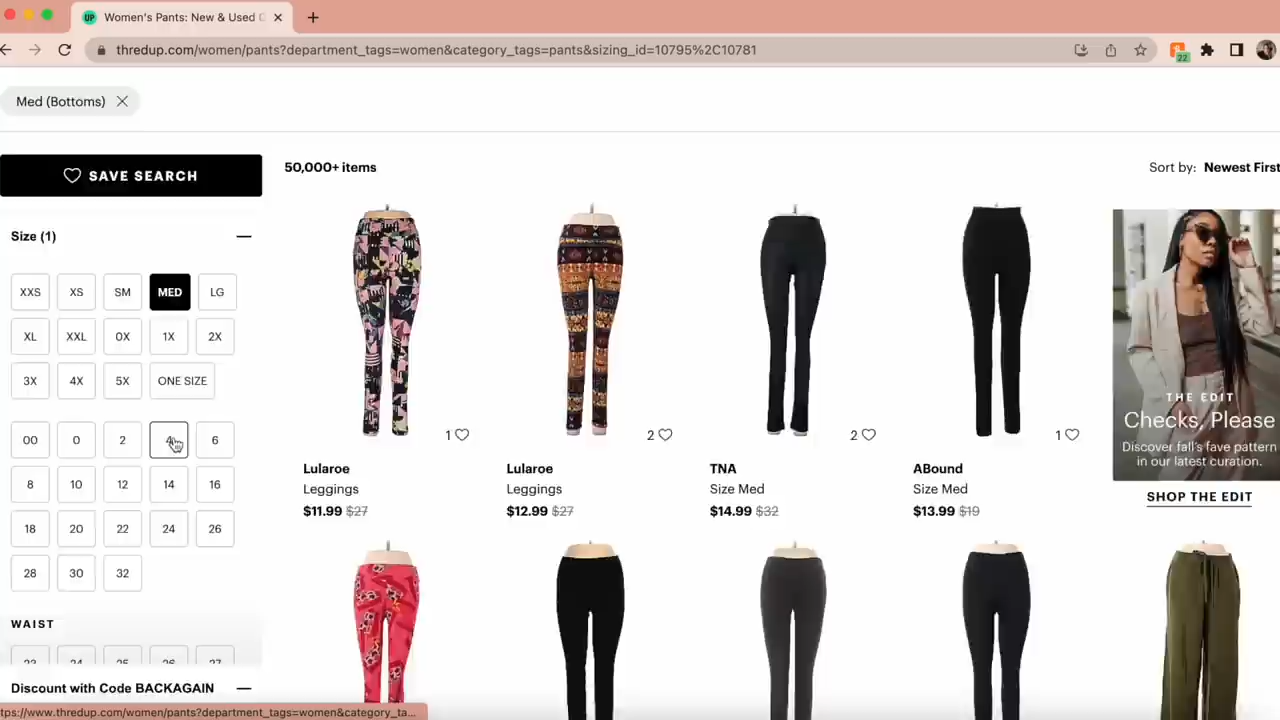 UP Women's Pants: New & Used C
thredup.com/women/pants?department_tags=women&category_tags=pants&sizing_id=10795%2C10781
22
Med (Bottoms)
SAVE SEARCH
50,000+ items
Sort by: Newest First
Size (1)
XXS XS SM MED LG
XL XXL 0X 1X 2X
3X 4X 5X ONE SIZE
00 0 2 4 6
8 10 12 14 16
18 20 22 24 26
28 30 32
WAIST
23 24 25 26 27
Discount with Code BACKAGAIN
1
2
2
1
Lularoe
Leggings
$11.99 $27
Lularoe
Leggings
$12.99 $27
TNA
Size Med
$14.99 $32
ABound
Size Med
$13.99 $19
THE EDIT
Checks, Please
Discover fall's fave pattern
in our latest curation.
SHOP THE EDIT
tps://www.thredup.com/women/pants?department_tags=women&category_ta...